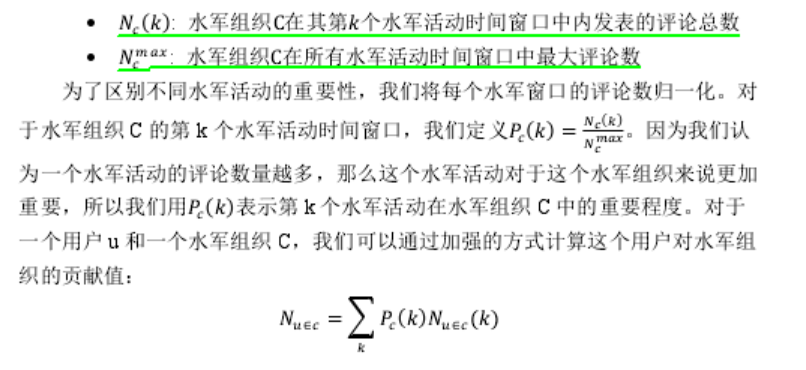 • N_c(k): 水军组织C在其第k个水军活动时间窗口中内发表的评论总数
• N_c^max: 水军组织C在所有水军活动时间窗口中最大评论数
为了区别不同水军活动的重要性，我们将每个水军窗口的评论数归一化。对
于水军组织 C 的第 k 个水军活动时间窗口，我们定义P_c(k) = N_c(k)/N_c^max。因为我们认
为一个水军活动的评论数量越多，那么这个水军活动对于这个水军组织来说更加
重要，所以我们用P_c(k)表示第 k 个水军活动在水军组织 C 中的重要程度。对于
一个用户 u 和一个水军组织 C，我们可以通过加强的方式计算这个用户对水军组
织的贡献值：
N_{u∈c} = ∑_k P_c(k)N_{u∈c}(k)